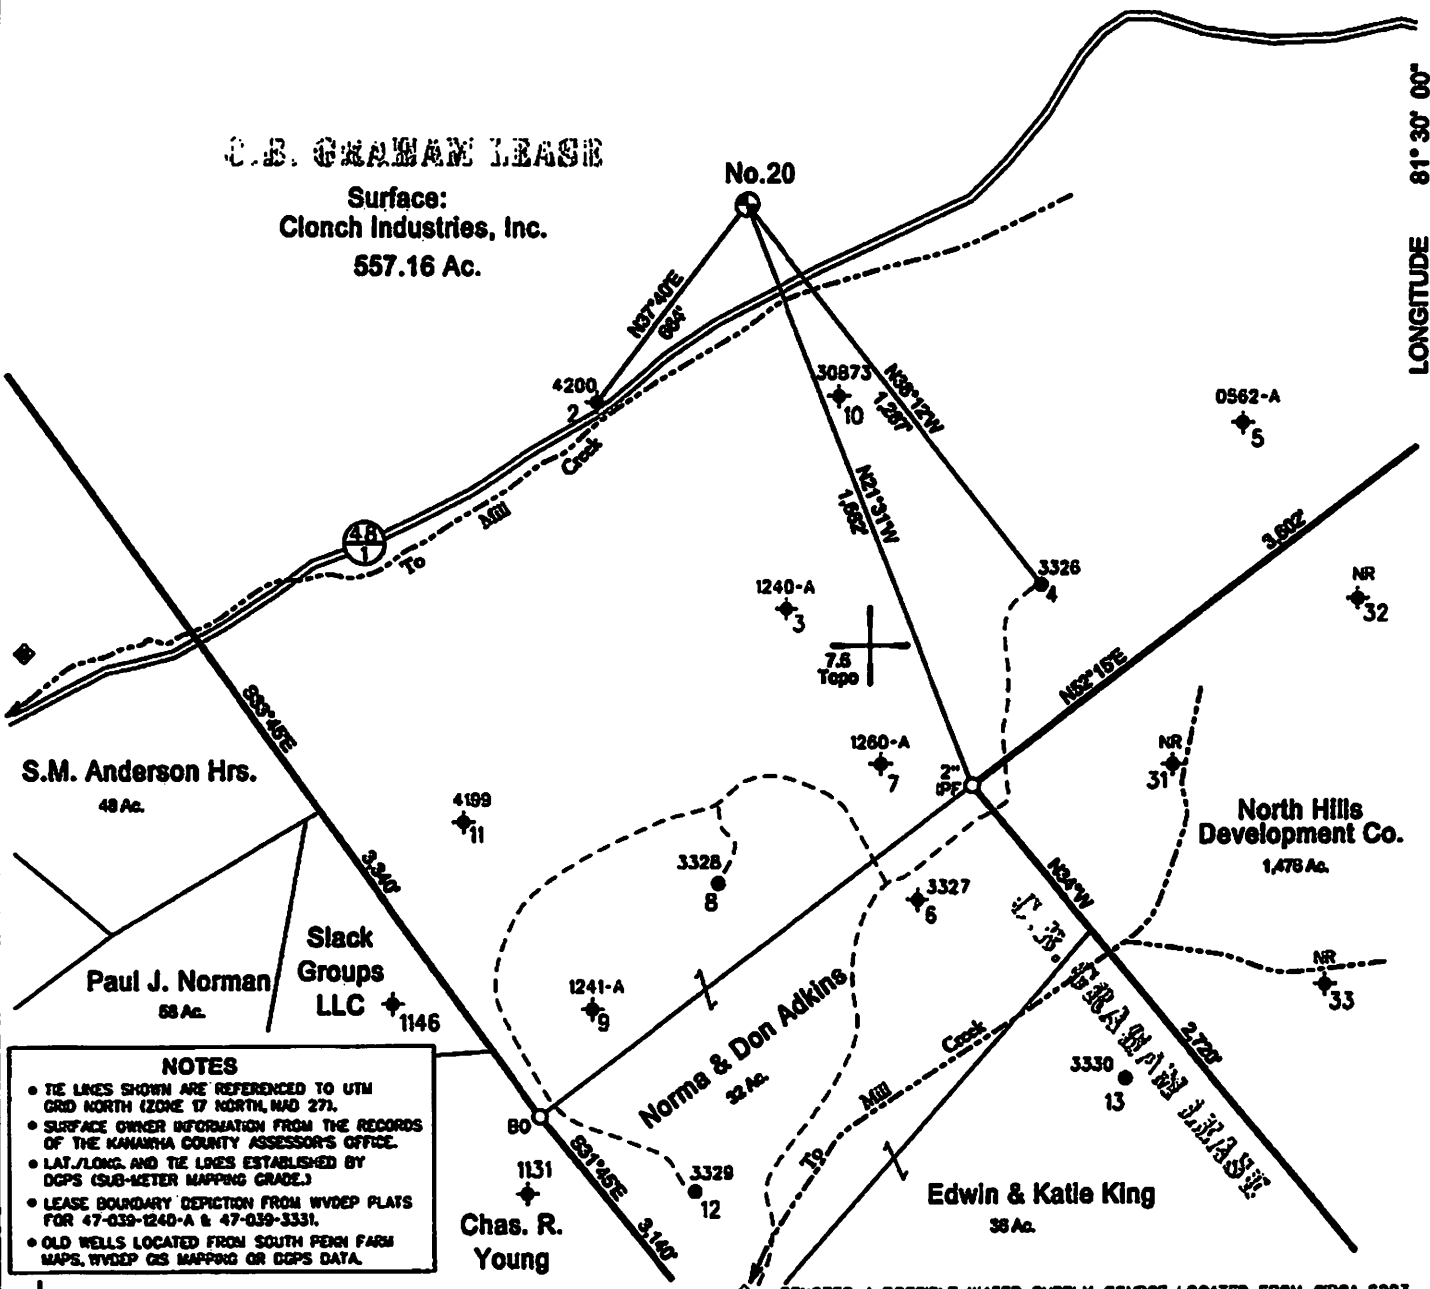 C.B. GRAHAM LEASE
Surface:
Clonch Industries, Inc.
557.16 Ac.
No.20
81° 30' 00"
LONGITUDE
N37°40'E
664'
4200
2
30873
10
N38°12'W
1,287'
0562-A
5
Creek
Mill
To
48
1
N21°31'W
1,662'
3,602'
3326
4
NR
32
1240-A
3
7.5
Topo
N52°15'E
S33°45'E
1260-A
7
2"
IPF
NR
31
S.M. Anderson Hrs.
48 Ac.
North Hills
Development Co.
1,476 Ac.
4199
11
3,340'
3328
8
3327
6
N34°W
C.B. GRAHAM LEASE
Slack
Groups
LLC
1146
Paul J. Norman
58 Ac.
1241-A
9
Norma & Don Adkins
32 Ac.
Creek
Mill
To
NR
33
2,720'
3330
13
BO
S31°45'E
3,140'
1131
Chas. R.
Young
3329
12
Edwin & Katie King
36 Ac.
NOTES
• TIE LINES SHOWN ARE REFERENCED TO UTM
GRID NORTH (ZONE 17 NORTH, NAD 27).
• SURFACE OWNER INFORMATION FROM THE RECORDS
OF THE KANAWHA COUNTY ASSESSOR'S OFFICE.
• LAT./LONG. AND TIE LINES ESTABLISHED BY
DGPS (SUB-METER MAPPING GRADE.)
• LEASE BOUNDARY DEPICTION FROM WVDEP PLATS
FOR 47-039-1240-A & 47-039-3331.
• OLD WELLS LOCATED FROM SOUTH PENN FARM
MAPS, WVDEP GIS MAPPING OR DGPS DATA.